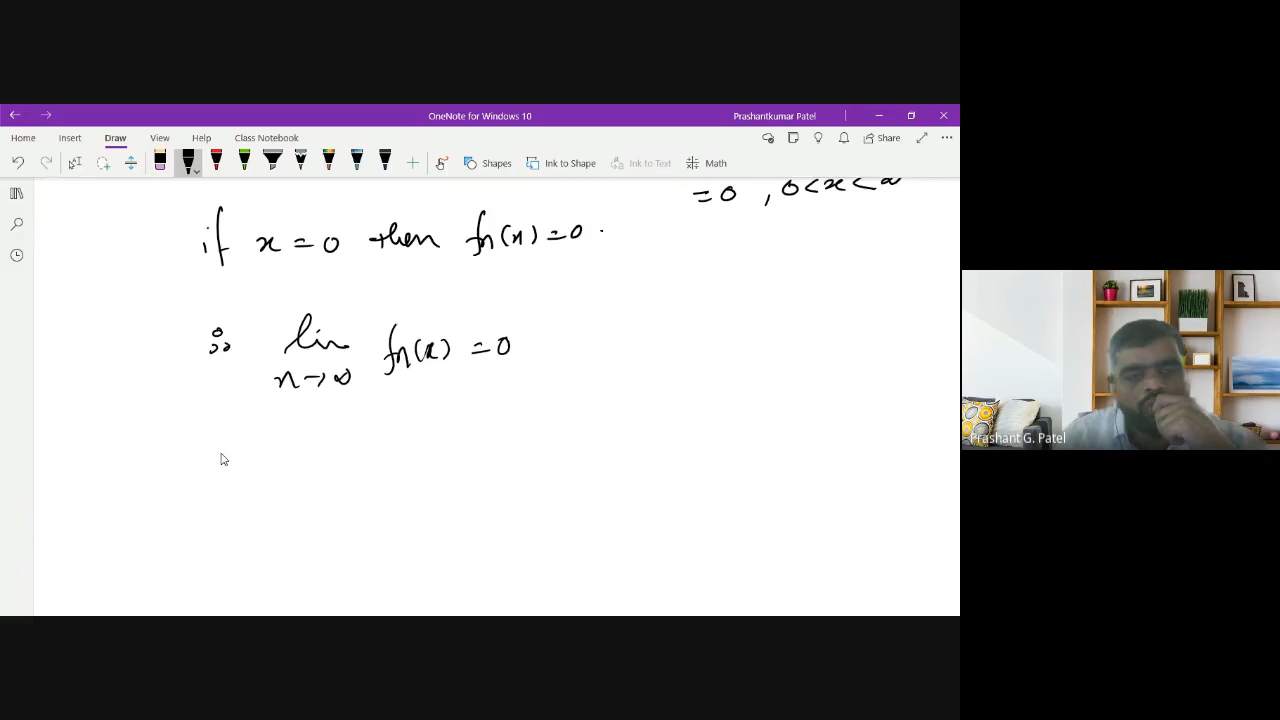 OneNote for Windows 10
Prashantkumar Patel
Home Insert Draw View Help Class Notebook
Share
Shapes Ink to Shape Ink to Text Math
= 0 , 0 < x < ∞
if x = 0 then fn(x) = 0 .
∴ lim fn(x) = 0
n → ∞
Prashant G. Patel